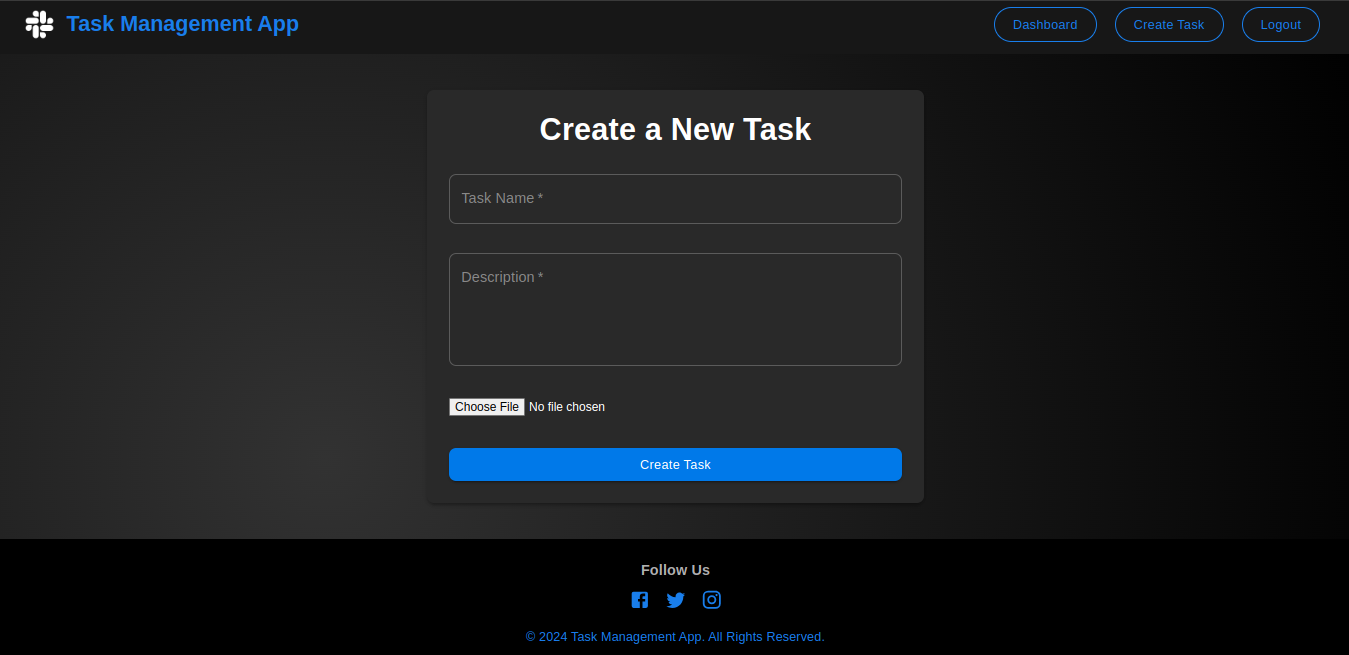 Task Management App
Dashboard
Create Task
Logout
Create a New Task
Task Name *
Description *
Choose File No file chosen
Create Task
Follow Us
© 2024 Task Management App. All Rights Reserved.